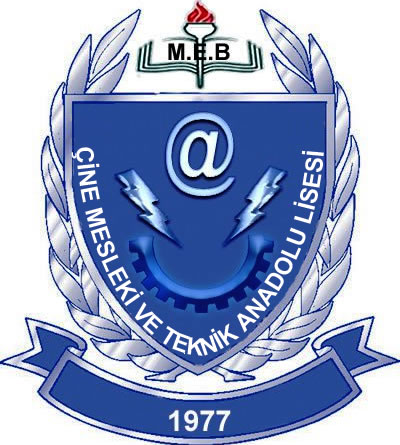 M.E.B
@
ÇİNE MESLEKİ VE TEKNİK ANADOLU LİSESİ
1977